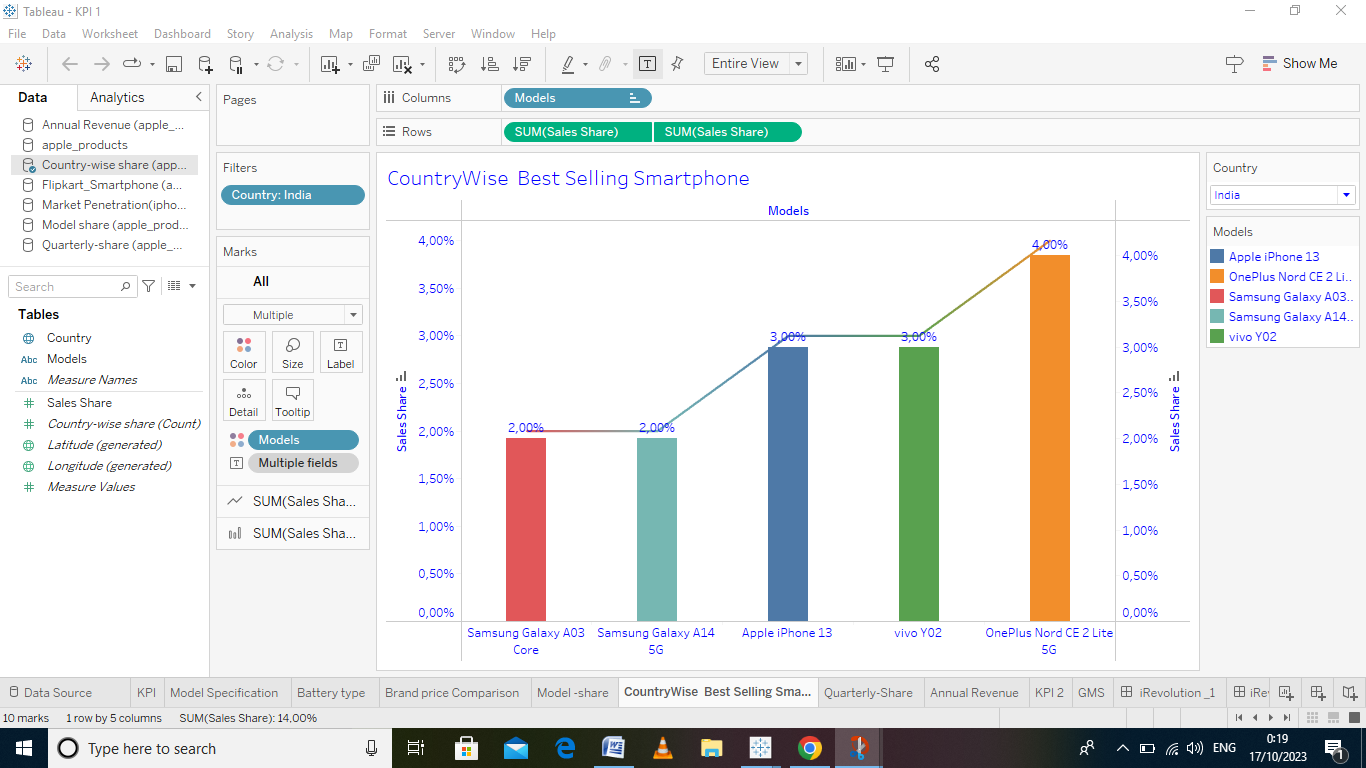 Tableau - KPI 1
File Data Worksheet Dashboard Story Analysis Map Format Server Window Help
Entire View
Show Me
Data Analytics
Annual Revenue (apple_...
apple_products
Country-wise share (app...
Flipkart_Smartphone (a...
Market Penetration(ipho...
Model share (apple_prod...
Quarterly-share (apple_...
Search
Tables
Country
Abc Models
Abc Measure Names
Sales Share
Country-wise share (Count)
Latitude (generated)
Longitude (generated)
Measure Values
Pages
Filters
Country: India
Marks
All
Multiple
Color Size Label
Detail Tooltip
Models
Multiple fields
SUM(Sales Sha...
SUM(Sales Sha...
Columns Models
Rows SUM(Sales Share) SUM(Sales Share)
CountryWise  Best Selling Smartphone
Models
4,00%
3,50%
3,00%
2,50%
2,00%
1,50%
1,00%
0,50%
0,00%
Sales Share
2,00%
2,00%
3,00%
3,00%
4,00%
4,00%
3,50%
3,00%
2,50%
2,00%
1,50%
1,00%
0,50%
0,00%
Sales Share
Samsung Galaxy A03
Core
Samsung Galaxy A14
5G
Apple iPhone 13
vivo Y02
OnePlus Nord CE 2 Lite
5G
Country
India
Models
Apple iPhone 13
OnePlus Nord CE 2 Li..
Samsung Galaxy A03..
Samsung Galaxy A14..
vivo Y02
Data Source KPI Model Specification Battery type Brand price Comparison Model -share CountryWise  Best Selling Sma... Quarterly-Share Annual Revenue KPI 2 GMS iRevolution _1 iRev
10 marks 1 row by 5 columns SUM(Sales Share): 14,00%
Type here to search
ENG
0:19
17/10/2023
1